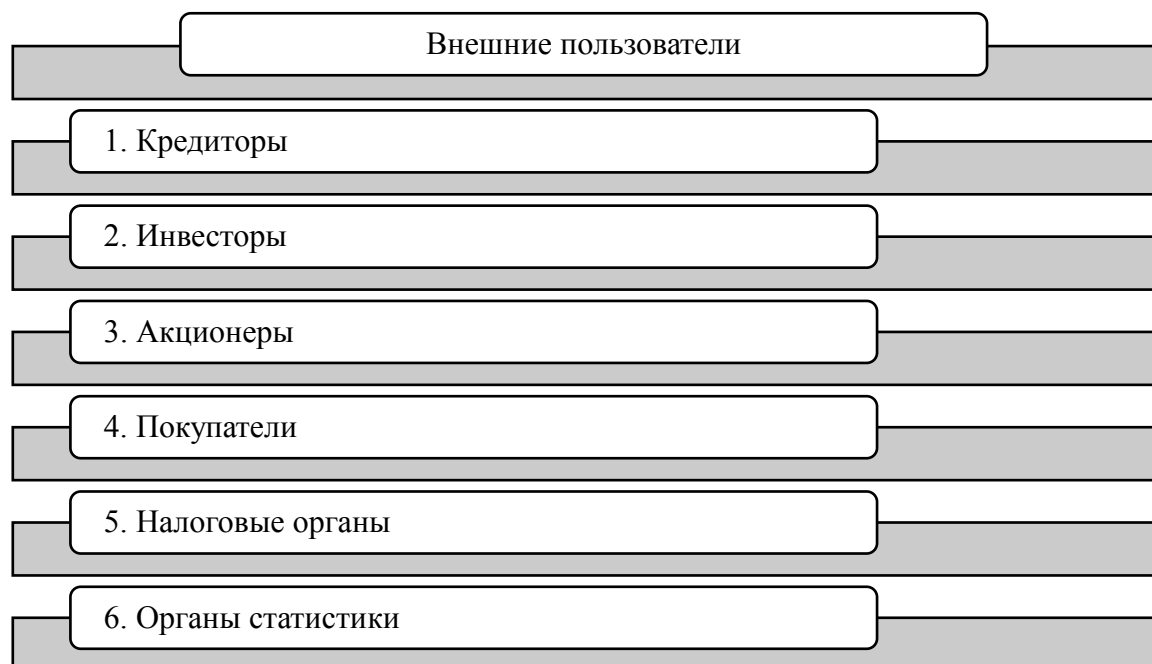 Внешние пользователи
1. Кредиторы
2. Инвесторы
3. Акционеры
4. Покупатели
5. Налоговые органы
6. Органы статистики